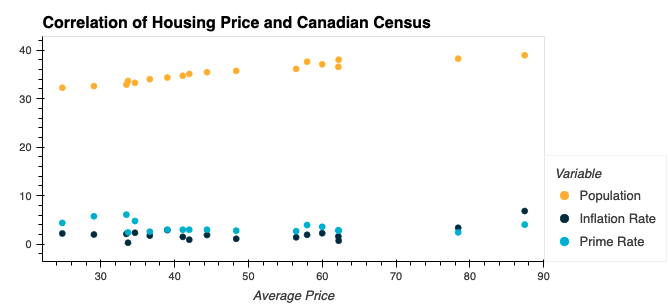 Correlation of Housing Price and Canadian Census
40
30
20
10
0
30 40 50 60 70 80 90
Average Price
Variable
Population
Inflation Rate
Prime Rate